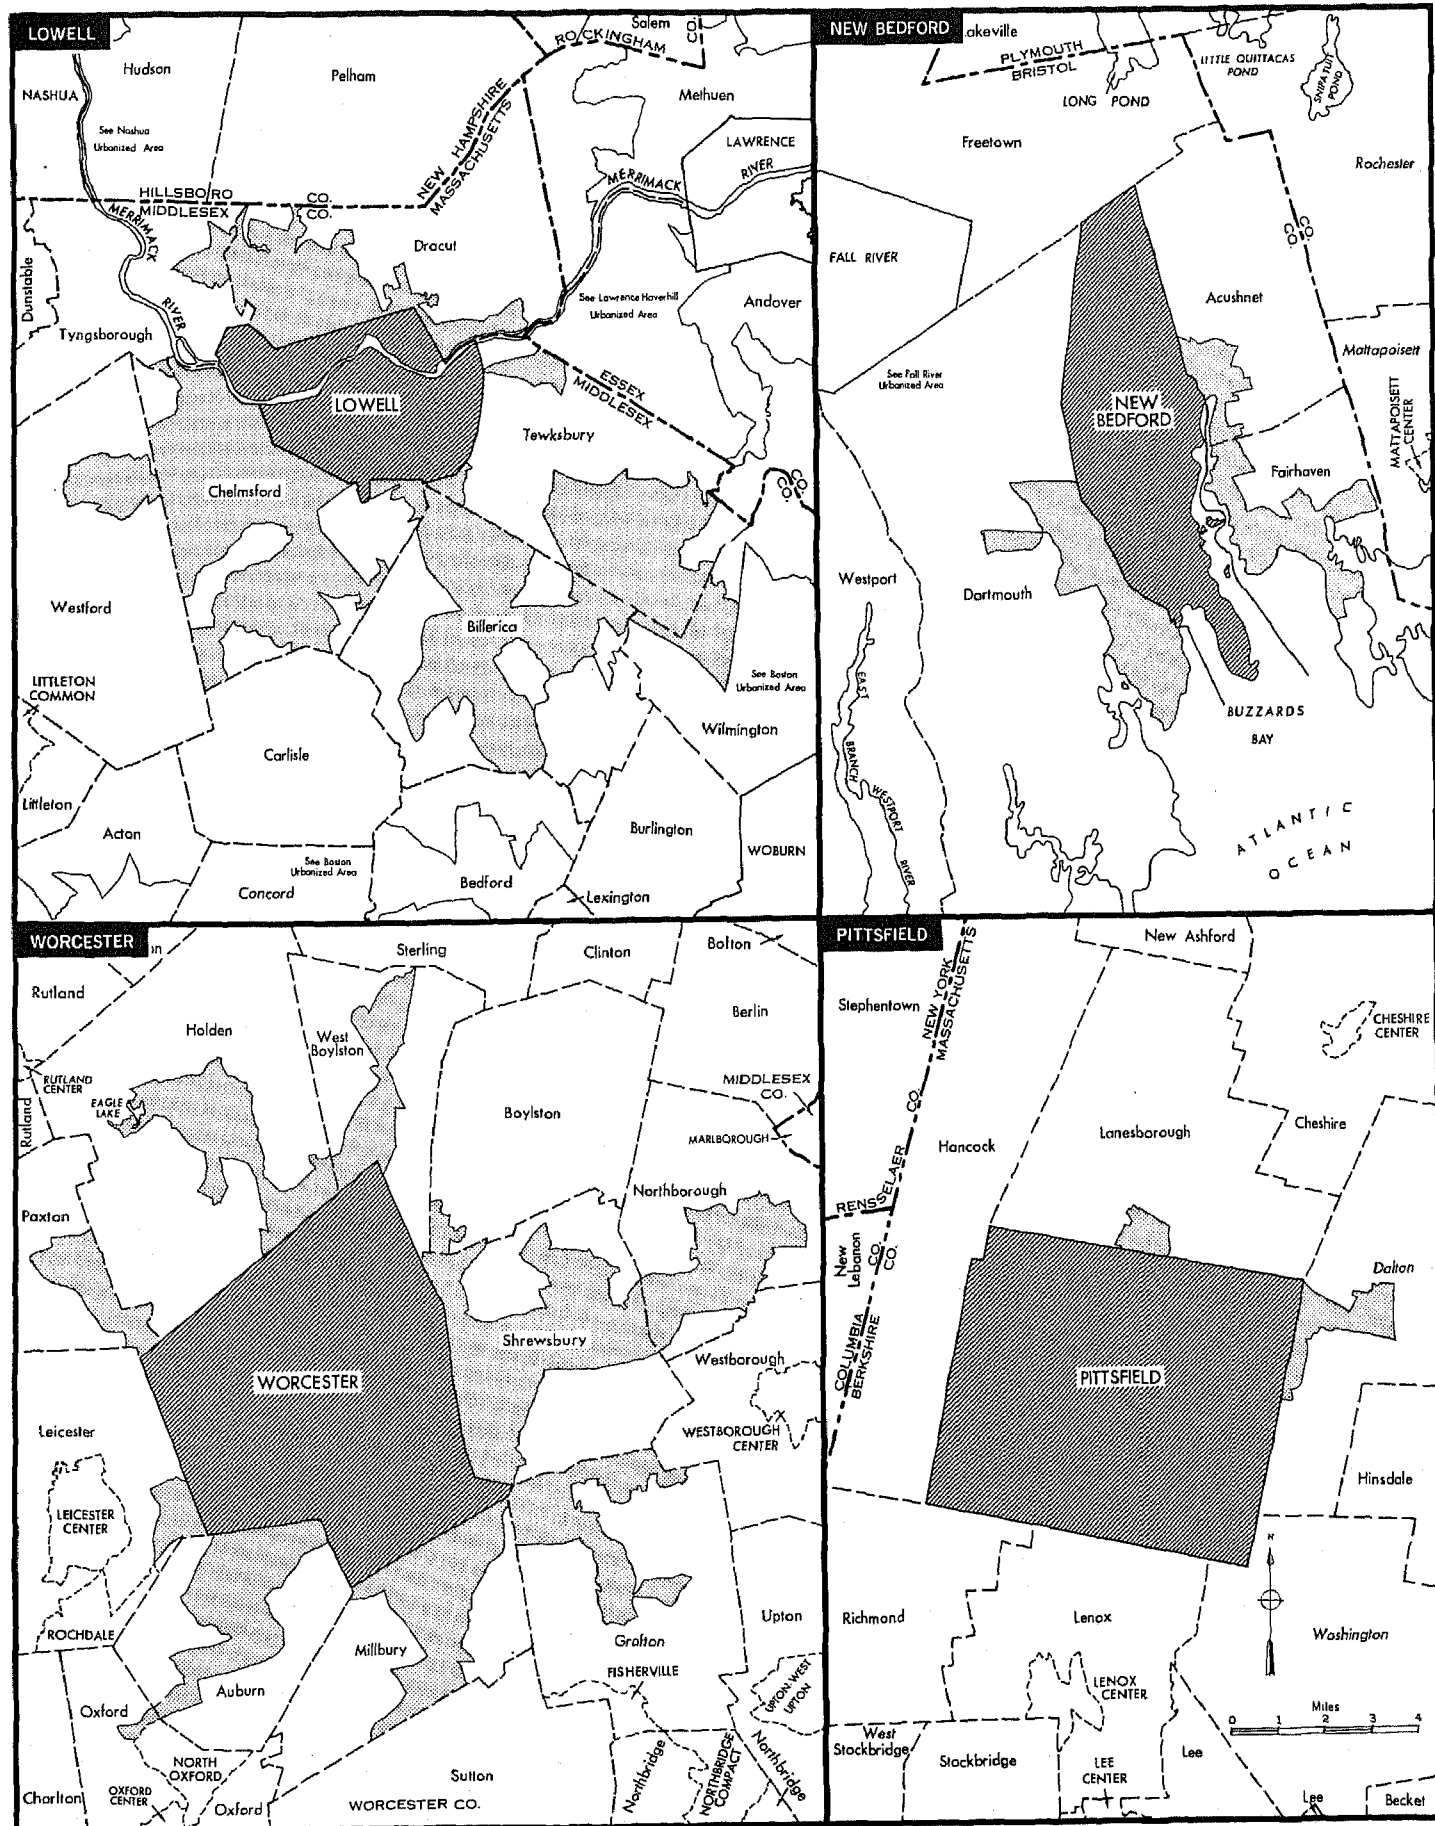 LOWELL
Hudson
Pelham
Salem
CO.
ROCKINGHAM
NASHUA
See Nashua
Urbanized Area
NEW HAMPSHIRE
MASSACHUSETTS
Methuen
LAWRENCE
MERRIMACK
RIVER
HILLSBORO
CO.
MIDDLESEX
CO.
MERRIMACK
RIVER
Dunstable
Dracut
Tyngsborough
See Lawrence Haverhill
Urbanized Area
Andover
ESSEX
MIDDLESEX
LOWELL
Tewksbury
CO.
CO.
Chelmsford
Westford
Billerica
LITTLETON
COMMON
See Boston
Urbanized Area
Wilmington
Carlisle
Littleton
Acton
Burlington
WOBURN
See Boston
Urbanized Area
Concord
Bedford
Lexington
NEW BEDFORD
akeville
PLYMOUTH
BRISTOL
LITTLE QUITTACAS
POND
SNIPATUIT
POND
LONG POND
Freetown
Rochester
CO.
CO.
FALL RIVER
Acushnet
Mattapoisett
See Fall River
Urbanized Area
NEW
BEDFORD
MATTAPOISETT
CENTER
Fairhaven
Westport
Dartmouth
EAST
BRANCH
WESTPORT
RIVER
BUZZARDS
BAY
ATLANTIC
OCEAN
WORCESTER
on
Sterling
Clinton
Bolton
Rutland
Holden
West
Boylston
Berlin
RUTLAND
CENTER
EAGLE
LAKE
Rutland
Boylston
MIDDLESEX
CO.
MARLBOROUGH
Northborough
Paxton
Shrewsbury
Westborough
WORCESTER
WESTBOROUGH
CENTER
Leicester
LEICESTER
CENTER
ROCHDALE
Upton
Grafton
Millbury
FISHERVILLE
UPTON-WEST
UPTON
Auburn
Oxford
NORTH
OXFORD
Charlton
OXFORD
CENTER
Oxford
Sutton
WORCESTER CO.
Northbridge
NORTHBRIDGE
COMPACT
Northbridge
PITTSFIELD
New Ashford
Stephentown
NEW YORK
MASSACHUSETTS
CHESHIRE
CENTER
CO.
RENSSELAER
Hancock
Lanesborough
Cheshire
New
Lebanon
CO.
CO.
Dalton
COLUMBIA
BERKSHIRE
PITTSFIELD
Hinsdale
N
Richmond
Lenox
Washington
LENOX
CENTER
Miles
0 1 2 3 4
West
Stockbridge
Stockbridge
LEE
CENTER
Lee
Lee
Becket